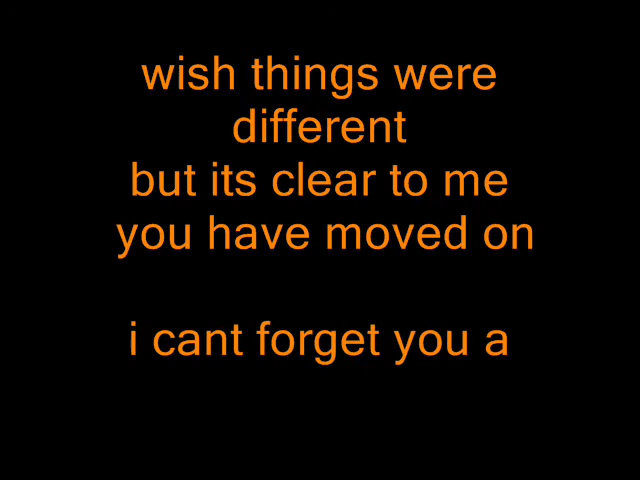 wish things were
different
but its clear to me
you have moved on
i cant forget you a